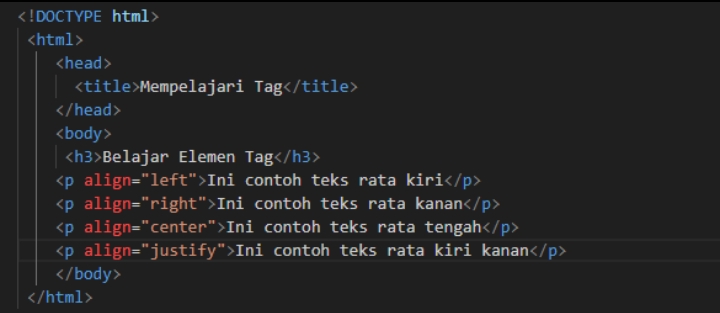 <!DOCTYPE html>
<html>
<head>
<title>Mempelajari Tag</title>
</head>
<body>
<h3>Belajar Elemen Tag</h3>
<p align="left">Ini contoh teks rata kiri</p>
<p align="right">Ini contoh teks rata kanan</p>
<p align="center">Ini contoh teks rata tengah</p>
<p align="justify">Ini contoh teks rata kiri kanan</p>
</body>
</html>